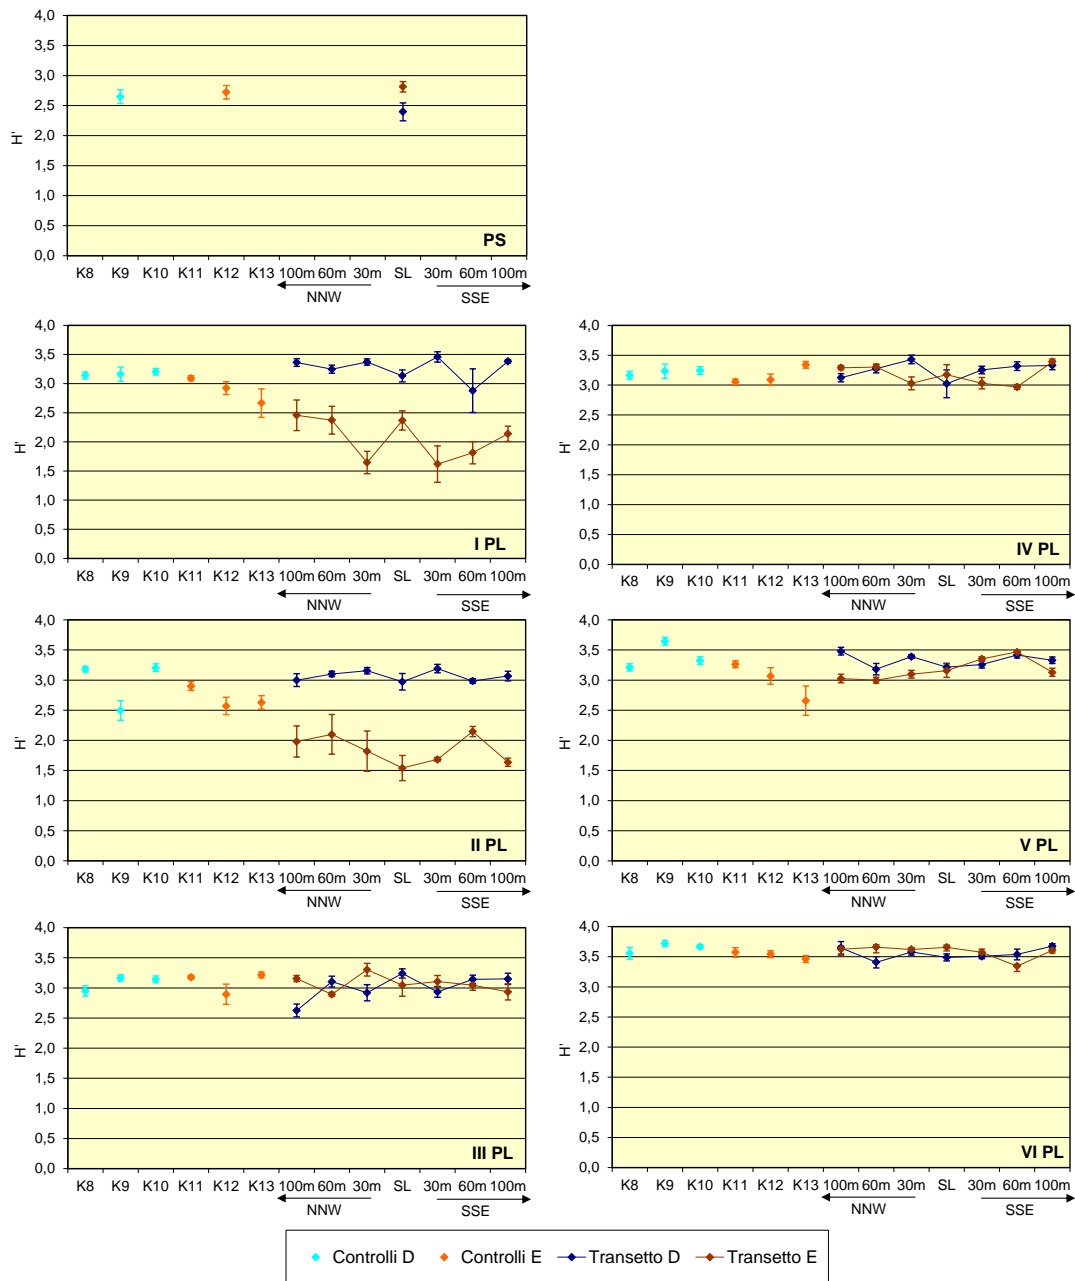 4,0
3,5
3,0
2,5
2,0
1,5
1,0
0,5
0,0
H'
PS
K8 K9 K10 K11 K12 K13 100m 60m 30m SL 30m 60m 100m
NNW SSE
4,0
3,5
3,0
2,5
2,0
1,5
1,0
0,5
0,0
H'
I PL
K8 K9 K10 K11 K12 K13 100m 60m 30m SL 30m 60m 100m
NNW SSE
4,0
3,5
3,0
2,5
2,0
1,5
1,0
0,5
0,0
H'
IV PL
K8 K9 K10 K11 K12 K13 100m 60m 30m SL 30m 60m 100m
NNW SSE
4,0
3,5
3,0
2,5
2,0
1,5
1,0
0,5
0,0
H'
II PL
K8 K9 K10 K11 K12 K13 100m 60m 30m SL 30m 60m 100m
NNW SSE
4,0
3,5
3,0
2,5
2,0
1,5
1,0
0,5
0,0
H'
V PL
K8 K9 K10 K11 K12 K13 100m 60m 30m SL 30m 60m 100m
NNW SSE
4,0
3,5
3,0
2,5
2,0
1,5
1,0
0,5
0,0
H'
III PL
K8 K9 K10 K11 K12 K13 100m 60m 30m SL 30m 60m 100m
NNW SSE
4,0
3,5
3,0
2,5
2,0
1,5
1,0
0,5
0,0
H'
VI PL
K8 K9 K10 K11 K12 K13 100m 60m 30m SL 30m 60m 100m
NNW SSE
Controlli D Controlli E Transetto D Transetto E